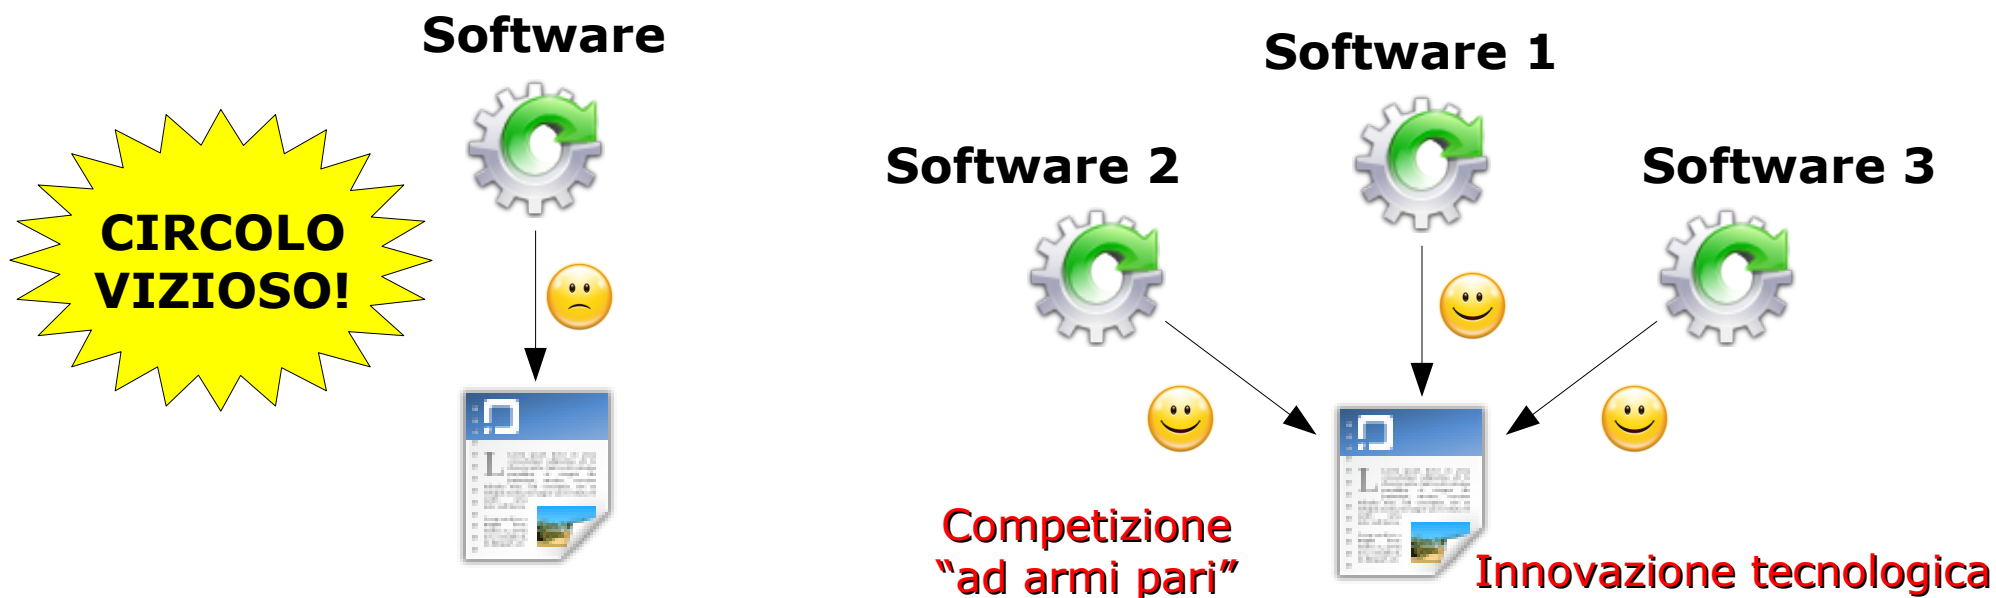 Software
CIRCOLO
VIZIOSO!
Software 1
Software 2
Software 3
Competizione
“ad armi pari”
Innovazione tecnologica